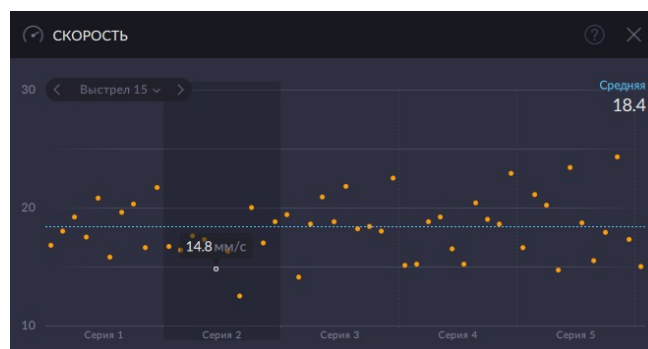 СКОРОСТЬ
?
30
Выстрел 15
Средняя
18.4
20
14.8 мм/с
10
Серия 1
Серия 2
Серия 3
Серия 4
Серия 5